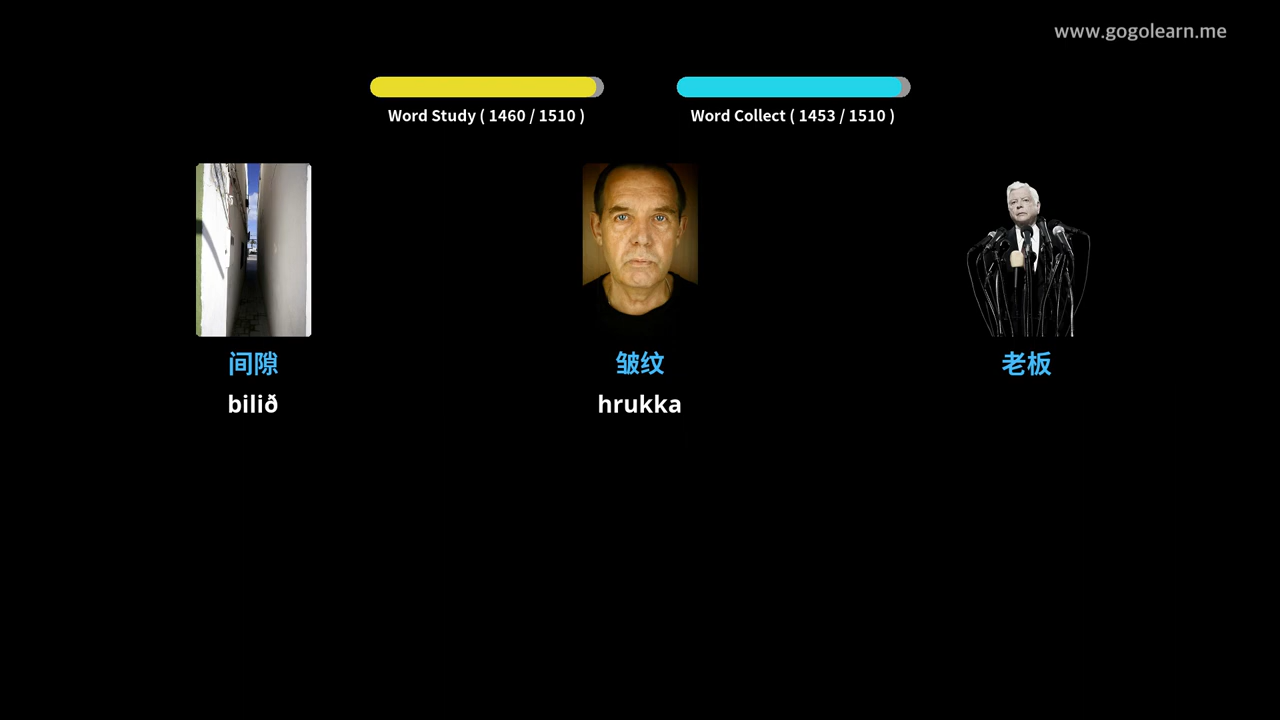 www.gogolearn.me
Word Study ( 1460 / 1510 )
Word Collect ( 1453 / 1510 )
间隙
皱纹
老板
bilið
hrukka